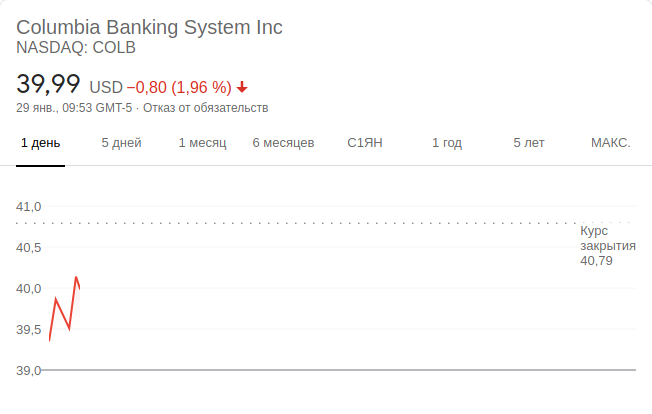 Columbia Banking System Inc
NASDAQ: COLB
39,99 USD −0,80 (1,96 %)
29 янв., 09:53 GMT-5 · Отказ от обязательств
1 день 5 дней 1 месяц 6 месяцев С1ЯН 1 год 5 лет МАКС.
41,0
Курс
закрытия
40,79
40,5
40,0
39,5
39,0